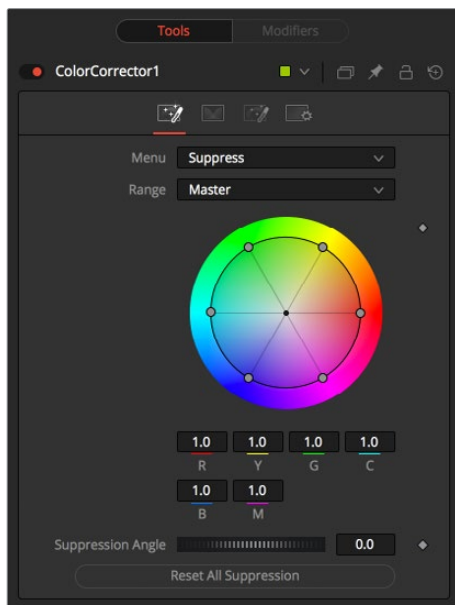 Tools Modifiers
ColorCorrector1
Menu Suppress
Range Master
1.0 1.0 1.0 1.0
R Y G C
1.0 1.0
B M
Suppression Angle 0.0
Reset All Suppression